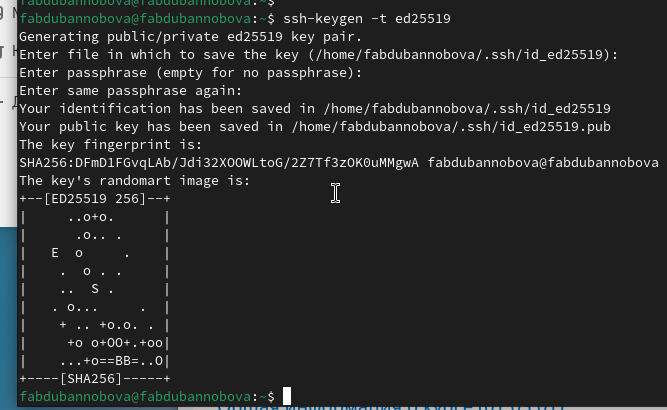 fabdubannobova@fabdubannobova:~$
fabdubannobova@fabdubannobova:~$ ssh-keygen -t ed25519
Generating public/private ed25519 key pair.
Enter file in which to save the key (/home/fabdubannobova/.ssh/id_ed25519):
Enter passphrase (empty for no passphrase):
Enter same passphrase again:
Your identification has been saved in /home/fabdubannobova/.ssh/id_ed25519
Your public key has been saved in /home/fabdubannobova/.ssh/id_ed25519.pub
The key fingerprint is:
SHA256:DFmD1FGvqLAb/Jdi32XOOWLtoG/2Z7Tf3zOK0uMMgwA fabdubannobova@fabdubannobova
The key's randomart image is:
+--[ED25519 256]--+
|     ..o+o.      |
|      .o.. .     |
|   E  o     .    |
|    .  o . .     |
|    ..  S .      |
|   . o...     .  |
|    + .. +o.o. . |
|     +o o+OO+.+oo|
|    ...+o==BB=..O|
+----[SHA256]-----+
fabdubannobova@fabdubannobova:~$